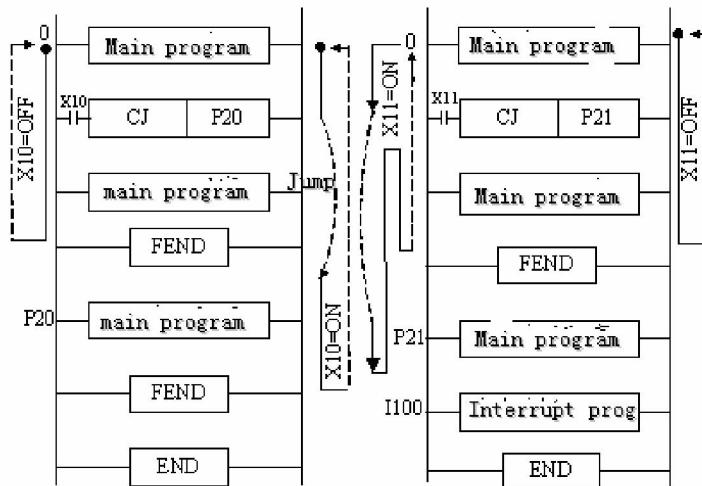 0
Main program
X10
CJ P20
X10=OFF
main program
Jump
FEND
P20
main program
X10=ON
FEND
END
0
Main program
X11=ON
X11
CJ P21
X11=OFF
Main program
FEND
P21
Main program
I100
Interrupt prog
END